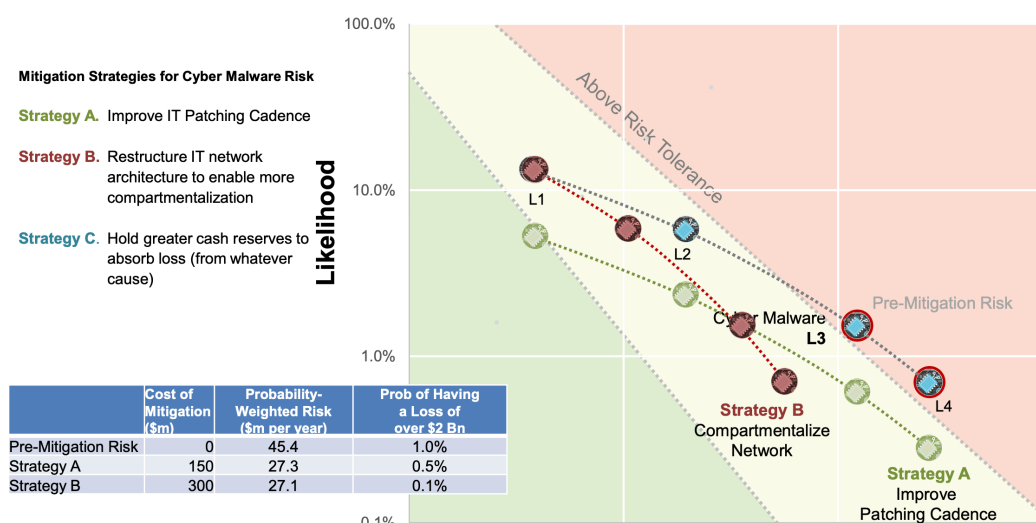 Mitigation Strategies for Cyber Malware Risk
Strategy A. Improve IT Patching Cadence
Strategy B. Restructure IT network
architecture to enable more
compartmentalization
Strategy C. Hold greater cash reserves to
absorb loss (from whatever
cause)
Likelihood
100.0%
10.0%
1.0%
0.1%
Above Risk Tolerance
L1
L2
Pre-Mitigation Risk
Cyber Malware
L3
L4
Strategy B
Compartmentalize
Network
Strategy A
Improve
Patching Cadence
Cost of Mitigation ($m) Probability-Weighted Risk ($m per year) Prob of Having a Loss of over $2 Bn
Pre-Mitigation Risk 0 45.4 1.0%
Strategy A 150 27.3 0.5%
Strategy B 300 27.1 0.1%